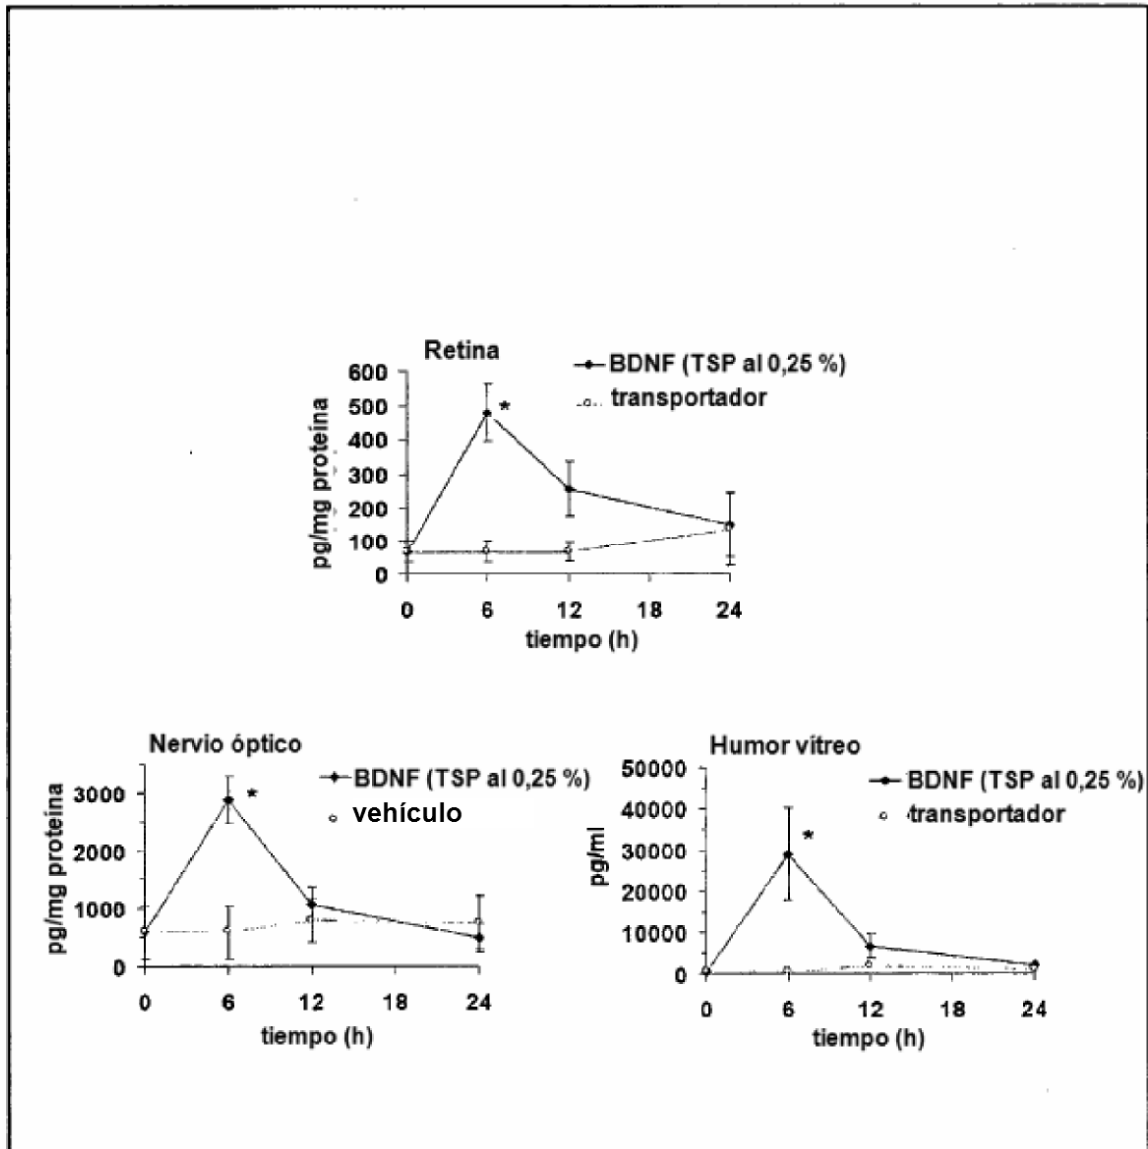 Retina
BDNF (TSP al 0,25 %)
transportador
pg/mg proteína
600
500
400
300
200
100
0
*
0 6 12 18 24
tiempo (h)
Nervio óptico
BDNF (TSP al 0,25 %)
vehículo
pg/mg proteína
3000
2000
1000
0
*
0 6 12 18 24
tiempo (h)
Humor vítreo
BDNF (TSP al 0,25 %)
transportador
pg/ml
50000
40000
30000
20000
10000
0
*
0 6 12 18 24
tiempo (h)